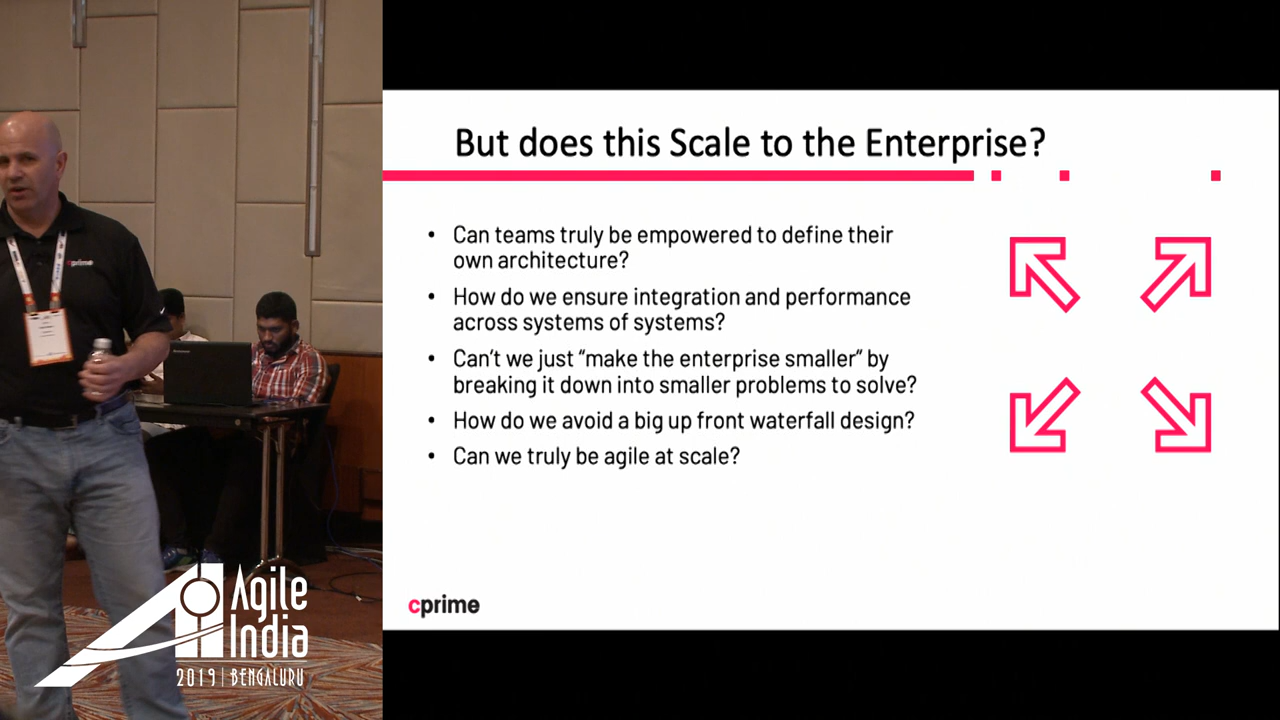 But does this Scale to the Enterprise?
• Can teams truly be empowered to define their
own architecture?
• How do we ensure integration and performance
across systems of systems?
• Can't we just “make the enterprise smaller” by
breaking it down into smaller problems to solve?
• How do we avoid a big up front waterfall design?
• Can we truly be agile at scale?
cprime
cprime
Agile
India
2019 | BENGALURU